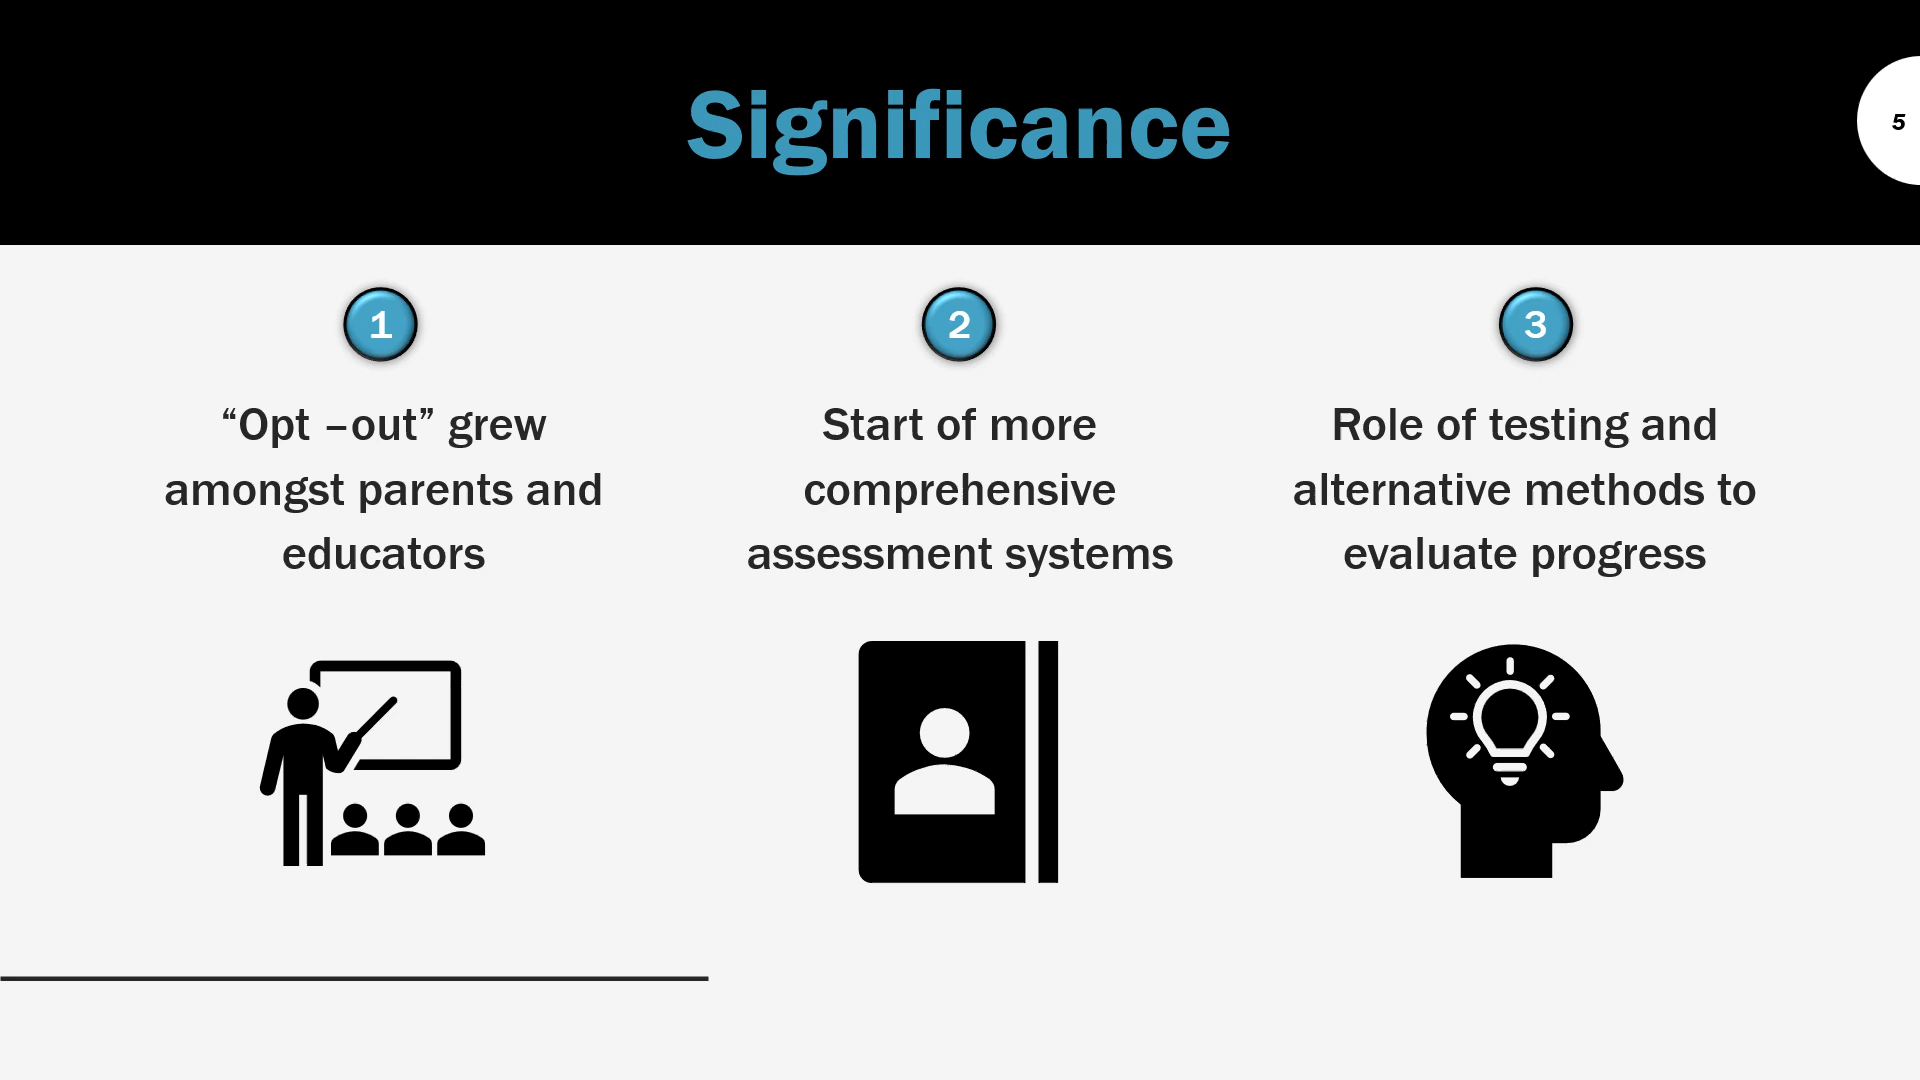 Significance
5
1
“Opt –out” grew
amongst parents and
educators
2
Start of more
comprehensive
assessment systems
3
Role of testing and
alternative methods to
evaluate progress